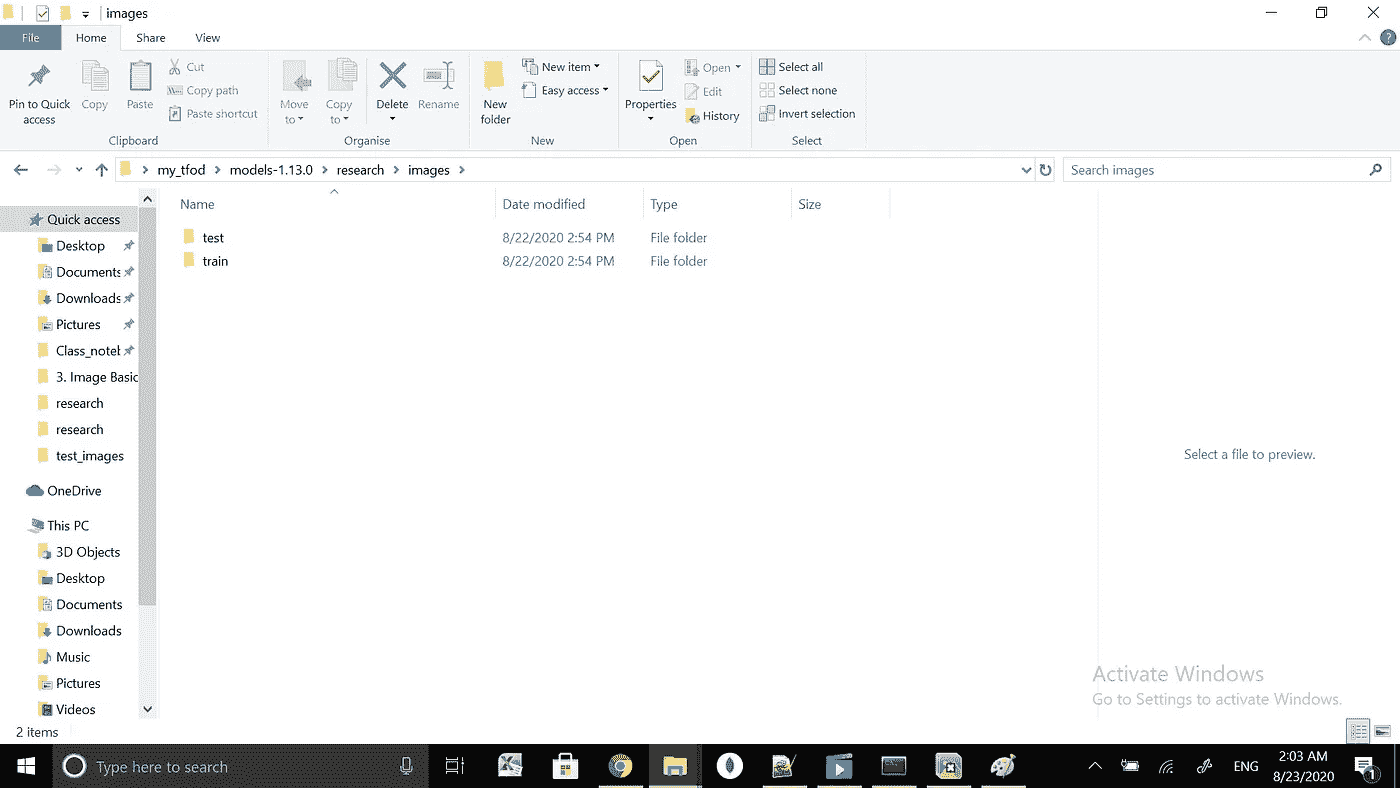 images
File Home Share View
Pin to Quick access
Copy
Paste
Cut
Copy path
Paste shortcut
Clipboard
Move to
Copy to
Delete
Rename
Organise
New folder
New item
Easy access
New
Properties
Open
Edit
History
Open
Select all
Select none
Invert selection
Select
my_tfod > models-1.13.0 > research > images >
Search images
Name Date modified Type Size
test 8/22/2020 2:54 PM File folder
train 8/22/2020 2:54 PM File folder
Quick access
Desktop
Documents
Downloads
Pictures
Class_noteb
3. Image Basic
research
research
test_images
OneDrive
This PC
3D Objects
Desktop
Documents
Downloads
Music
Pictures
Videos
Select a file to preview.
Activate Windows
Go to Settings to activate Windows.
2 items
Type here to search
ENG
2:03 AM
8/23/2020
1